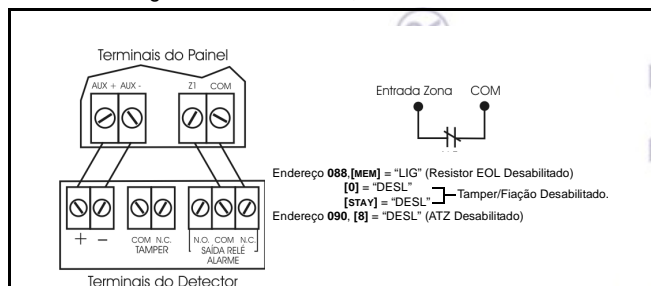 Terminais do Painel
AUX + AUX - Z1 COM
Entrada Zona COM
Endereço 088,[MEM] = “LIG” (Resistor EOL Desabilitado)
[0] = “DESL”
[STAY] = “DESL” Tamper/Fiação Desabilitado.
Endereço 090, [8] = “DESL” (ATZ Desabilitado)
+ - COM N.C. N.O. COM N.C.
TAMPER SAÍDA RELÉ
ALARME
Terminais do Detector